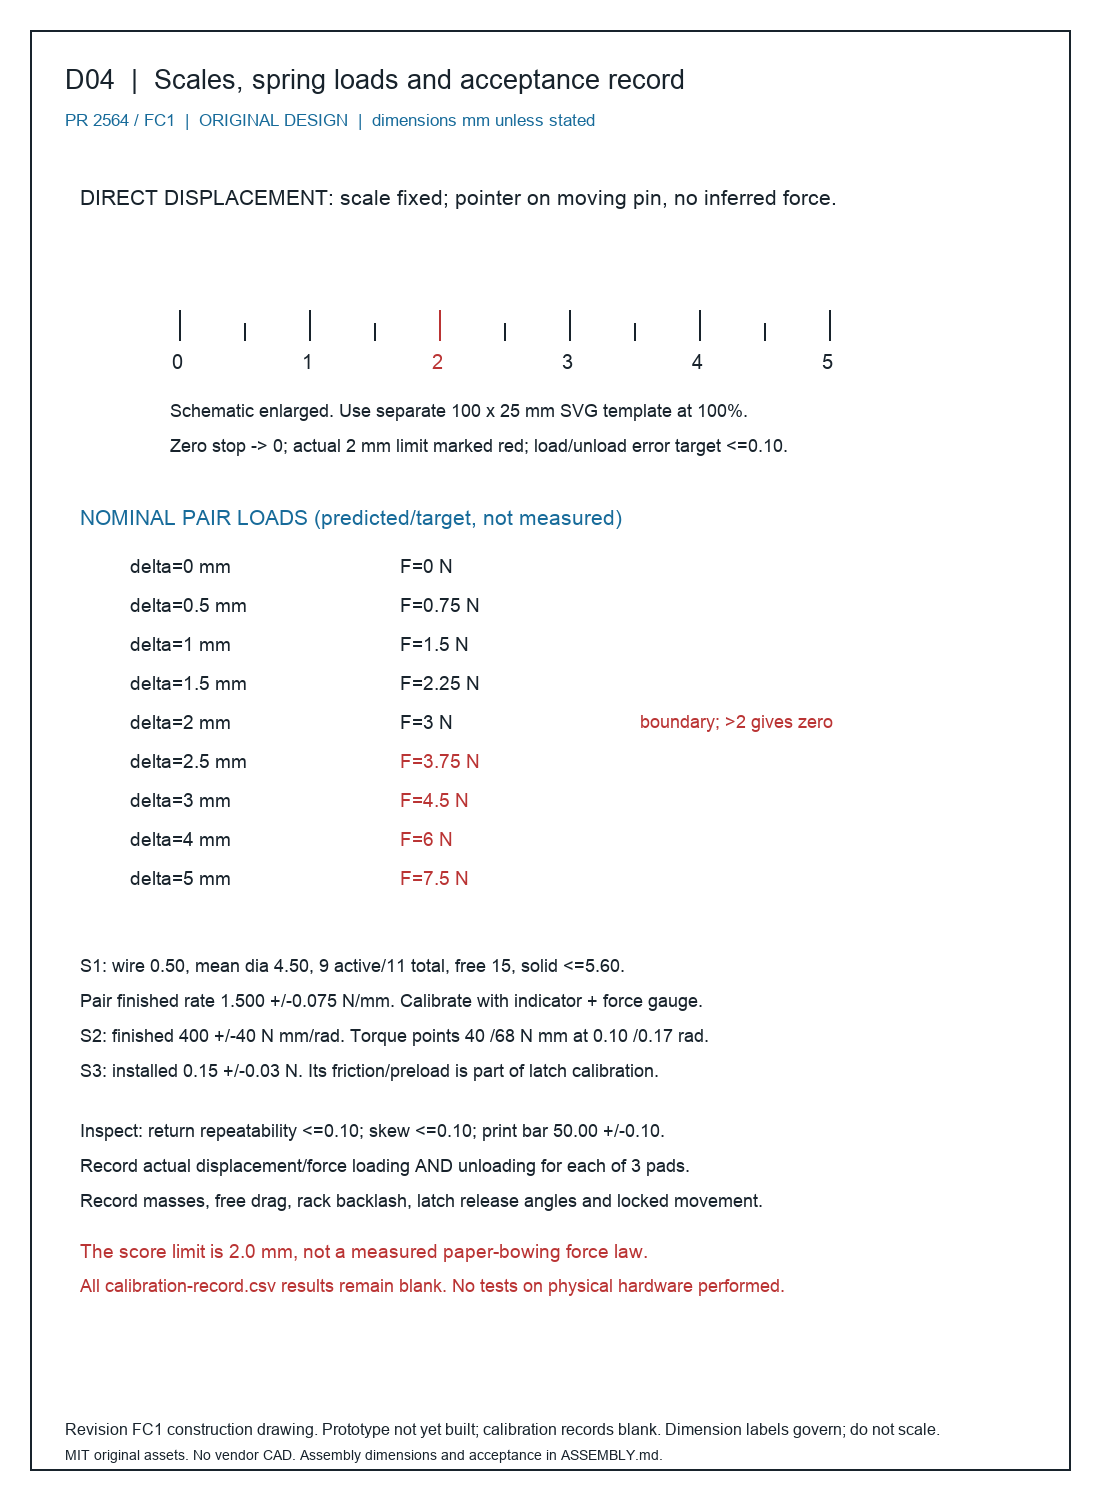 D04 | Scales, spring loads and acceptance record
PR 2564 / FC1 | ORIGINAL DESIGN | dimensions mm unless stated
DIRECT DISPLACEMENT: scale fixed; pointer on moving pin, no inferred force.
0 1 2 3 4 5
Schematic enlarged. Use separate 100 x 25 mm SVG template at 100%.
Zero stop -> 0; actual 2 mm limit marked red; load/unload error target <=0.10.
NOMINAL PAIR LOADS (predicted/target, not measured)
delta=0 mm F=0 N
delta=0.5 mm F=0.75 N
delta=1 mm F=1.5 N
delta=1.5 mm F=2.25 N
delta=2 mm F=3 N boundary; >2 gives zero
delta=2.5 mm F=3.75 N
delta=3 mm F=4.5 N
delta=4 mm F=6 N
delta=5 mm F=7.5 N
S1: wire 0.50, mean dia 4.50, 9 active/11 total, free 15, solid <=5.60.
Pair finished rate 1.500 +/-0.075 N/mm. Calibrate with indicator + force gauge.
S2: finished 400 +/-40 N mm/rad. Torque points 40 /68 N mm at 0.10 /0.17 rad.
S3: installed 0.15 +/-0.03 N. Its friction/preload is part of latch calibration.
Inspect: return repeatability <=0.10; skew <=0.10; print bar 50.00 +/-0.10.
Record actual displacement/force loading AND unloading for each of 3 pads.
Record masses, free drag, rack backlash, latch release angles and locked movement.
The score limit is 2.0 mm, not a measured paper-bowing force law.
All calibration-record.csv results remain blank. No tests on physical hardware performed.
Revision FC1 construction drawing. Prototype not yet built; calibration records blank. Dimension labels govern; do not scale.
MIT original assets. No vendor CAD. Assembly dimensions and acceptance in ASSEMBLY.md.